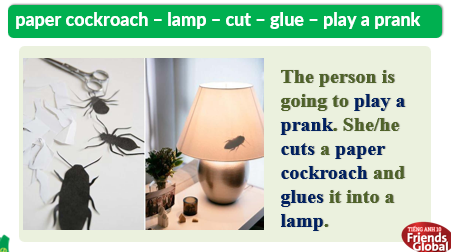 paper cockroach – lamp – cut – glue – play a prank
The person is
going to play a
prank. She/he
cuts a paper
cockroach and
glues it into a
lamp.
TIẾNG ANH 10
Friends
Global